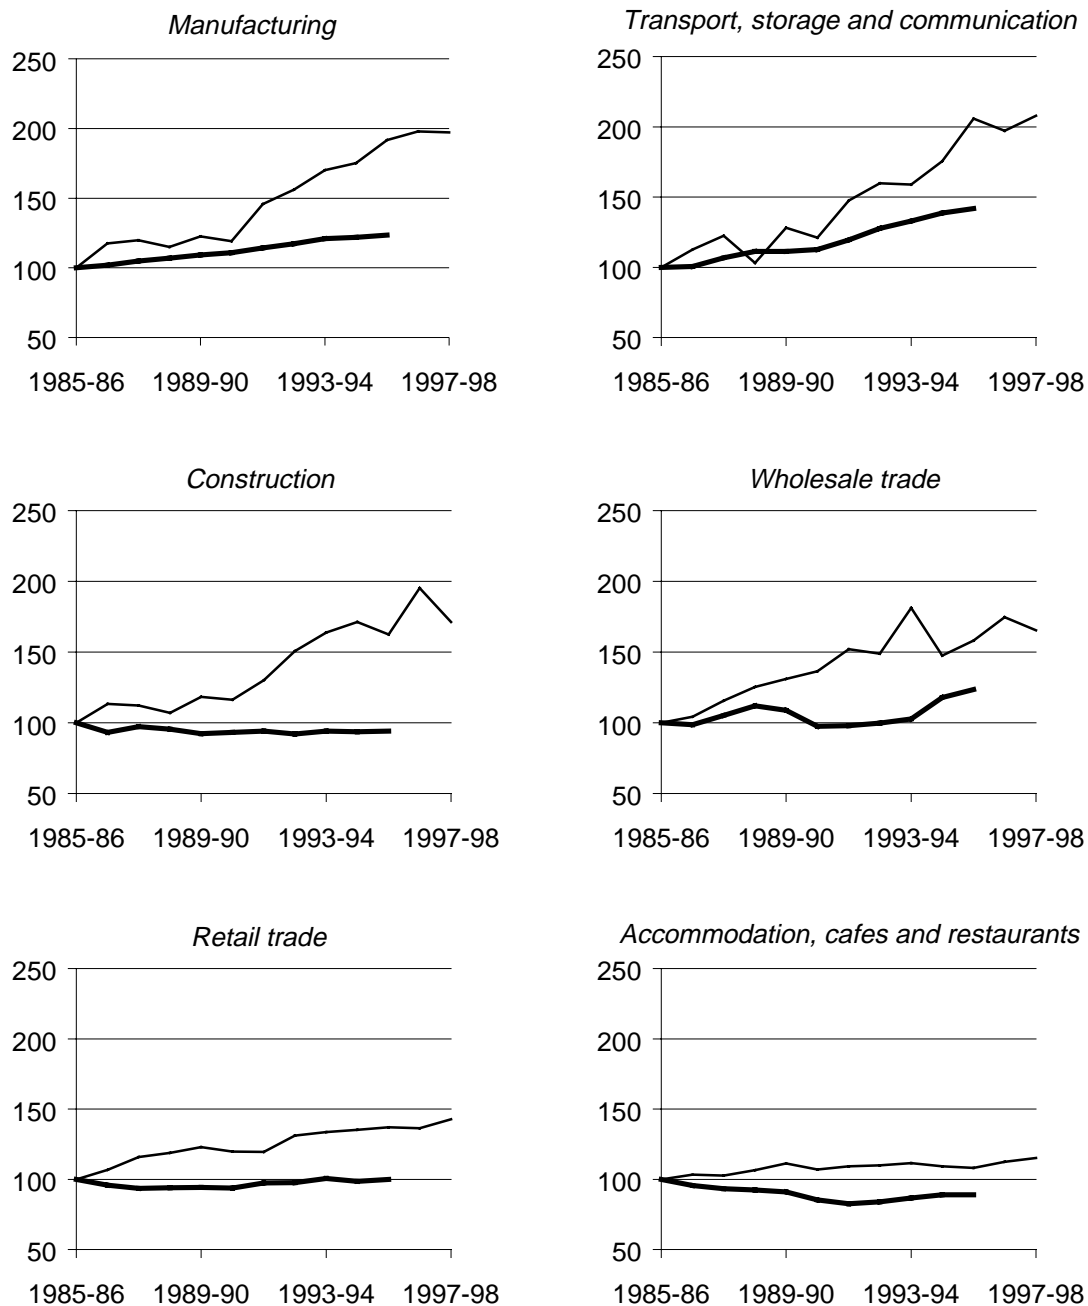 Manufacturing
250
200
150
100
50
1985-86 1989-90 1993-94 1997-98
Transport, storage and communication
250
200
150
100
50
1985-86 1989-90 1993-94 1997-98
Construction
250
200
150
100
50
1985-86 1989-90 1993-94 1997-98
Wholesale trade
250
200
150
100
50
1985-86 1989-90 1993-94 1997-98
Retail trade
250
200
150
100
50
1985-86 1989-90 1993-94 1997-98
Accommodation, cafes and restaurants
250
200
150
100
50
1985-86 1989-90 1993-94 1997-98